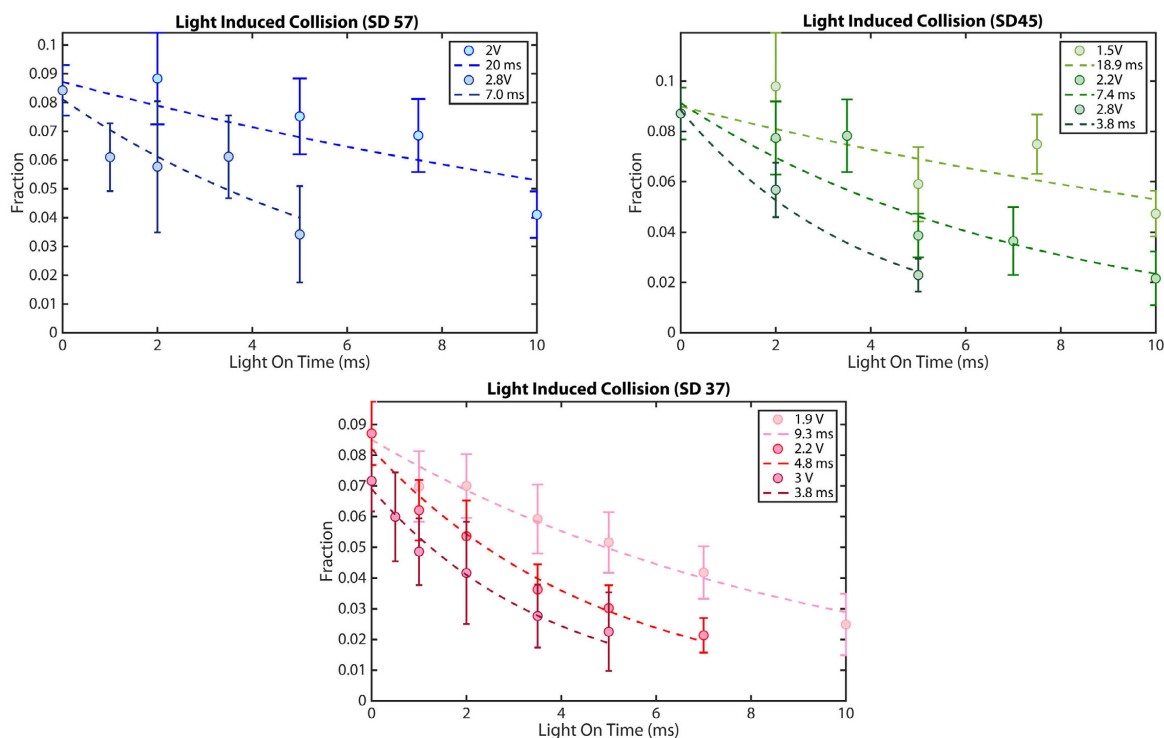 Light Induced Collision (SD 57)
0.1
0.09
0.08
0.07
0.06
0.05
0.04
0.03
0.02
0.01
0
Fraction
0 2 4 6 8 10
Light On Time (ms)
2V
20 ms
2.8V
7.0 ms
Light Induced Collision (SD45)
0.1
0.08
0.06
0.04
0.02
0
Fraction
0 2 4 6 8 10
Light On Time (ms)
1.5V
18.9 ms
2.2V
7.4 ms
2.8V
3.8 ms
Light Induced Collision (SD 37)
0.09
0.08
0.07
0.06
0.05
0.04
0.03
0.02
0.01
0
Fraction
0 2 4 6 8 10
Light On Time (ms)
1.9 V
9.3 ms
2.2 V
4.8 ms
3 V
3.8 ms